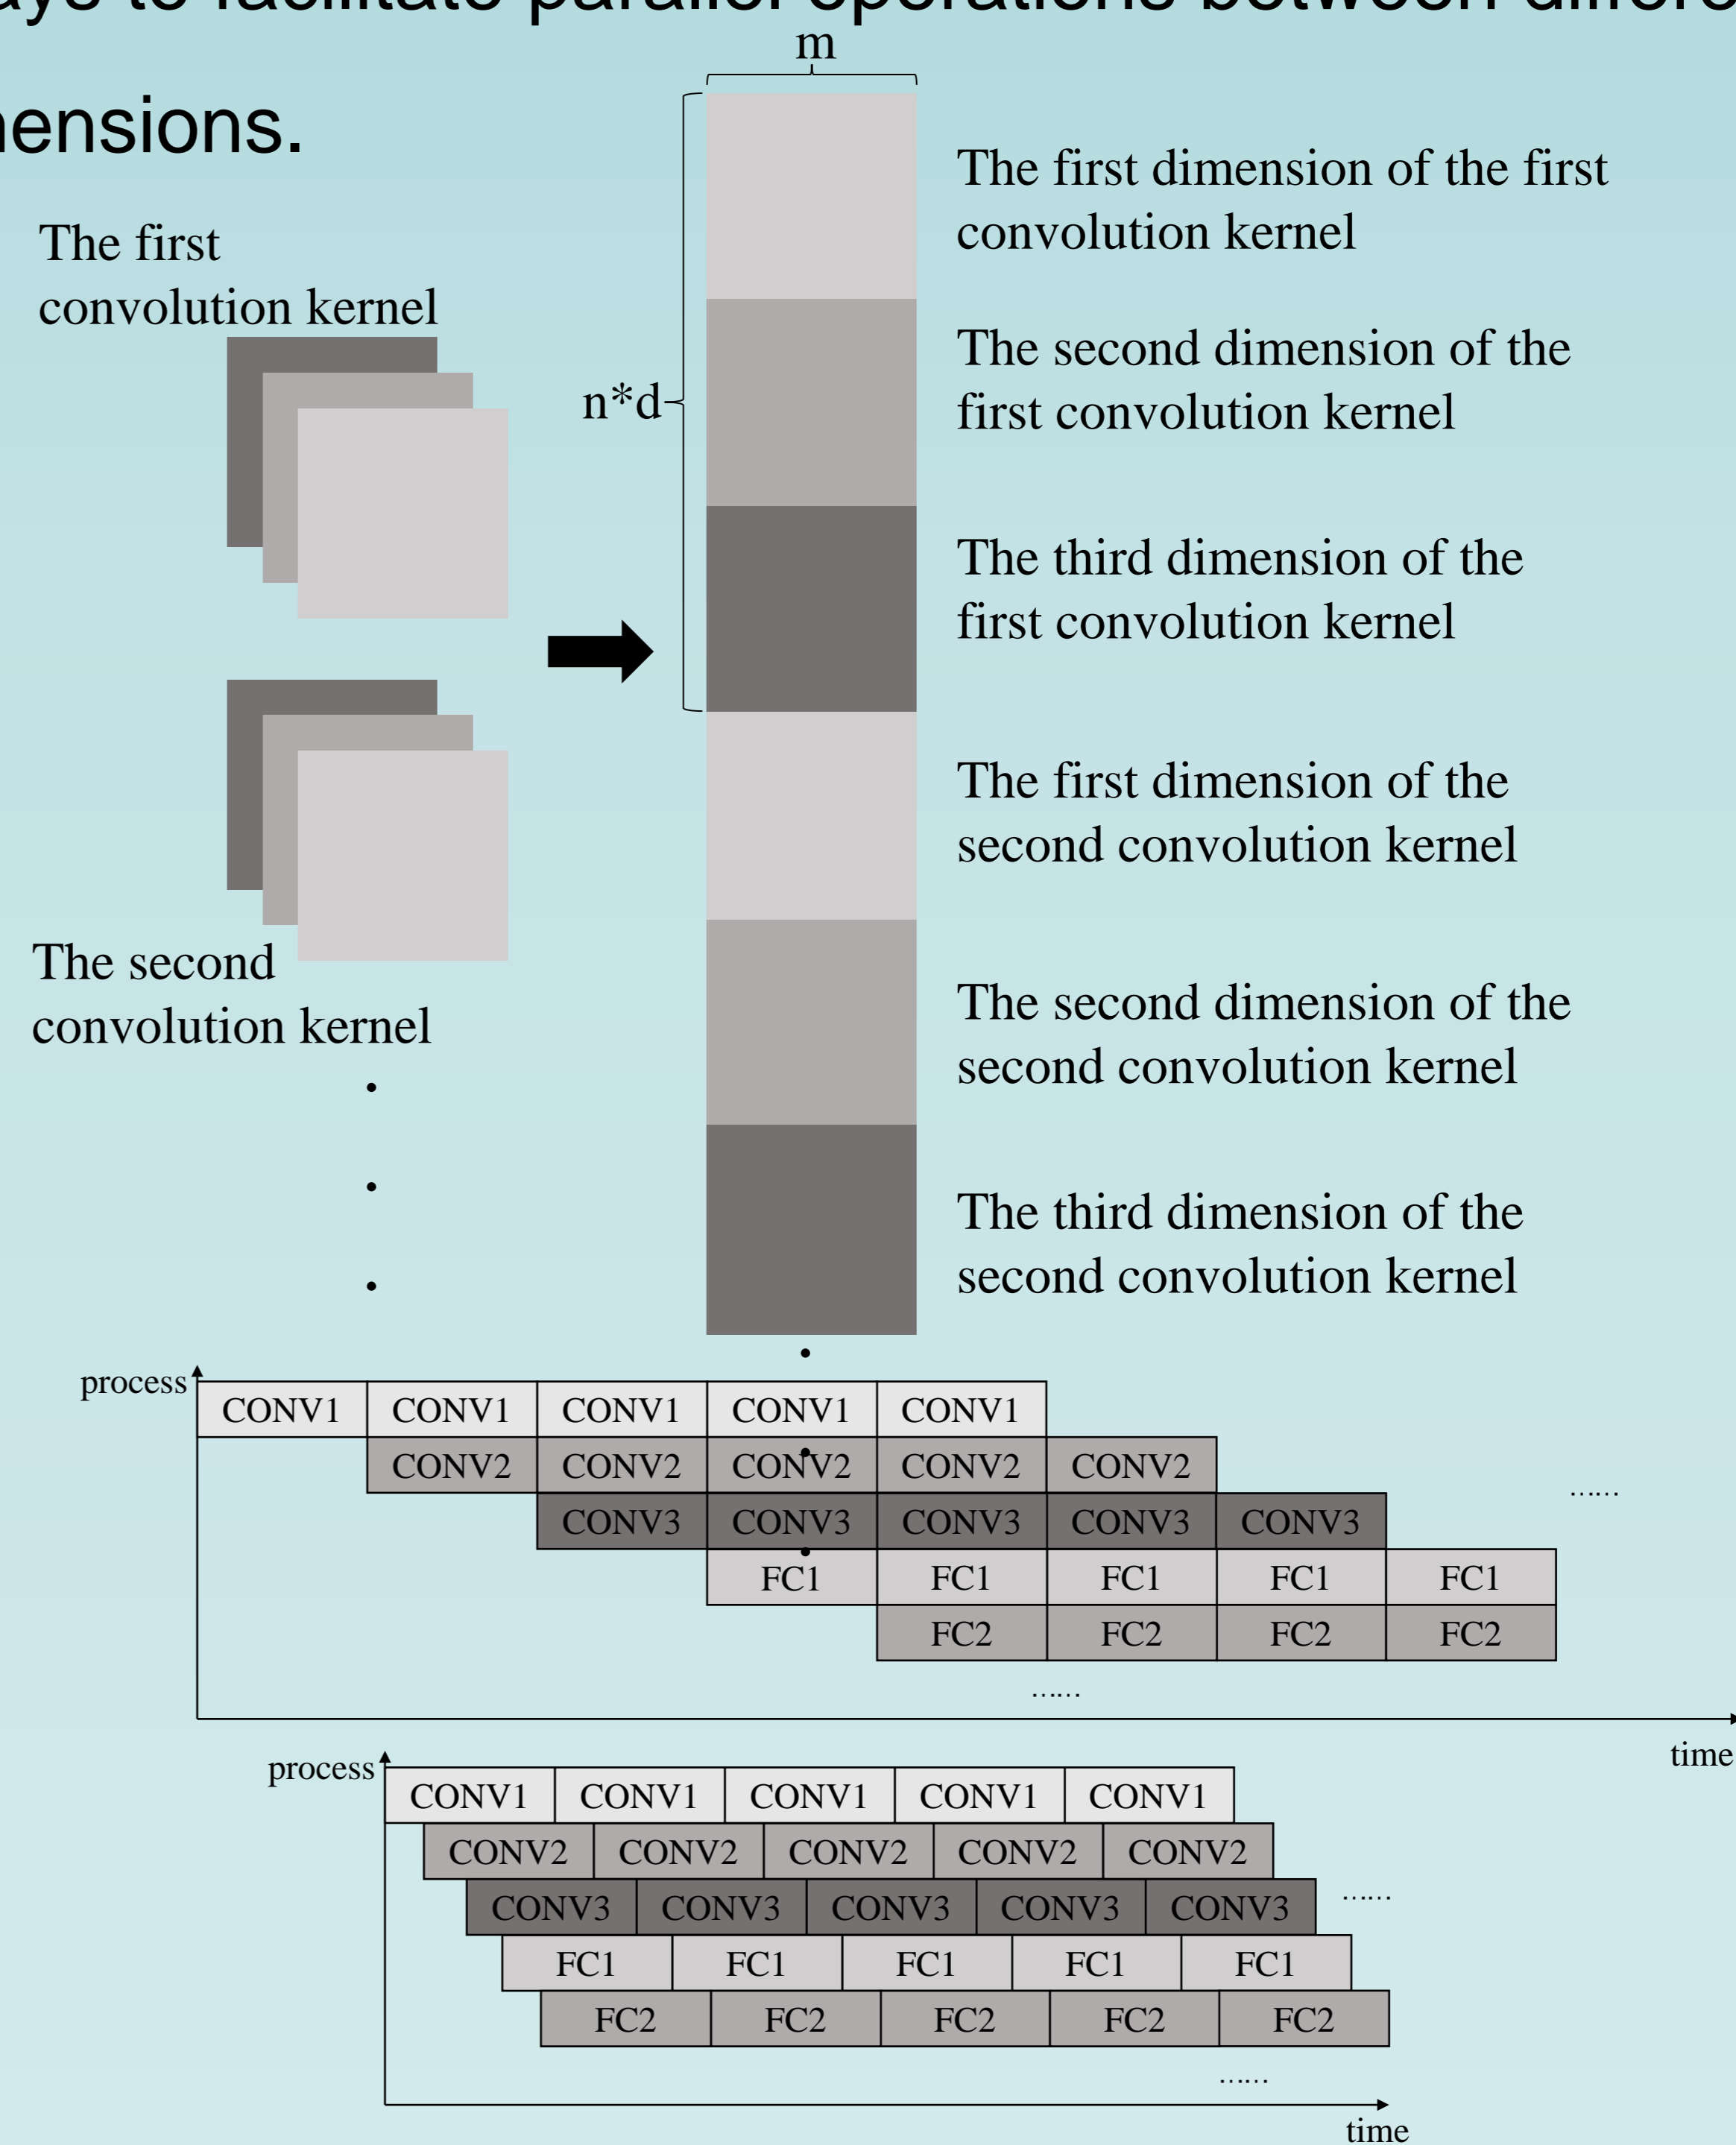 to facilitate parallel operations between
m
The first dimension of the first
convolution kernel
The first
convolution kernel
The second dimension of the
first convolution kernel
n*d
The third dimension of the
first convolution kernel
The first dimension of the
second convolution kernel
The second
convolution kernel
The second dimension of the
second convolution kernel
The third dimension of the
second convolution kernel
process
CONV1 CONV1 CONV1 CONV1 CONV1
CONV2 CONV2 CONV2 CONV2 CONV2
……
CONV3 CONV3 CONV3 CONV3 CONV3
FC1 FC1 FC1 FC1 FC1
FC2 FC2 FC2 FC2
……
time
process
CONV1 CONV1 CONV1 CONV1 CONV1
CONV2 CONV2 CONV2 CONV2 CONV2
CONV3 CONV3 CONV3 CONV3 CONV3
……
FC1 FC1 FC1 FC1 FC1
FC2 FC2 FC2 FC2 FC2
……
time